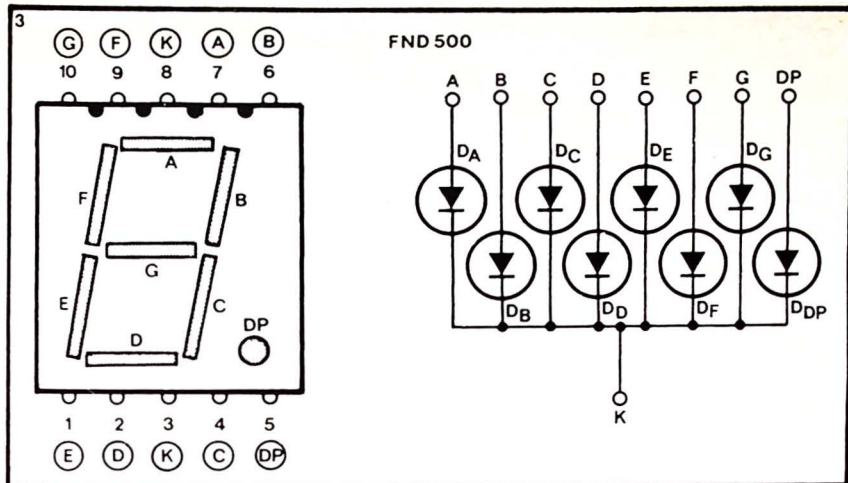 3
G F K A B
10 9 8 7 6
A
F
B
G
E
C
D
DP
1 2 3 4 5
E D K C DP
FND 500
A B C D E F G DP
DA DC DE DG
DB DD DF DDP
K